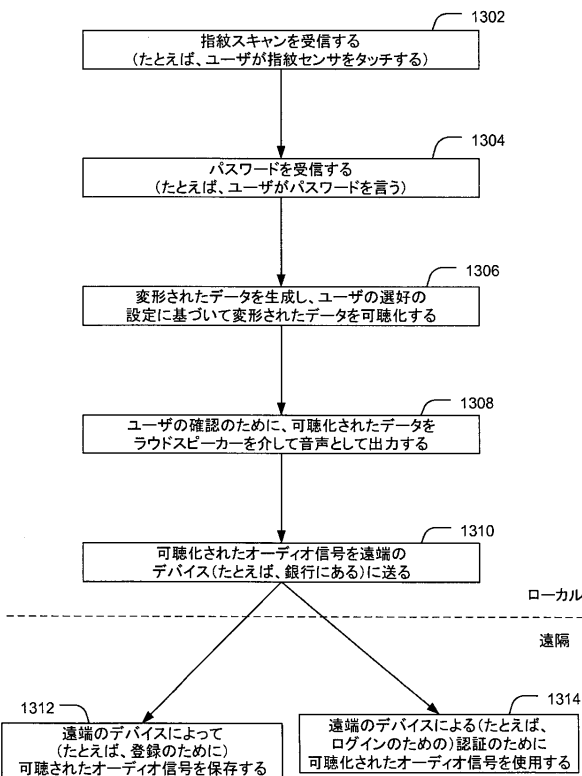 1302
指紋スキャンを受信する
(たとえば、ユーザが指紋センサをタッチする)
1304
パスワードを受信する
(たとえば、ユーザがパスワードを言う)
1306
変形されたデータを生成し、ユーザの選好の
設定に基づいて変形されたデータを可聴化する
1308
ユーザの確認のために、可聴化されたデータを
ラウドスピーカーを介して音声として出力する
1310
可聴化されたオーディオ信号を遠端の
デバイス(たとえば、銀行にある)に送る
ローカル
遠隔
1312
遠端のデバイスによって
(たとえば、登録のために)
可聴されたオーディオ信号を保存する
1314
遠端のデバイスによる(たとえば、
ログインのための)認証のために
可聴化されたオーディオ信号を使用する